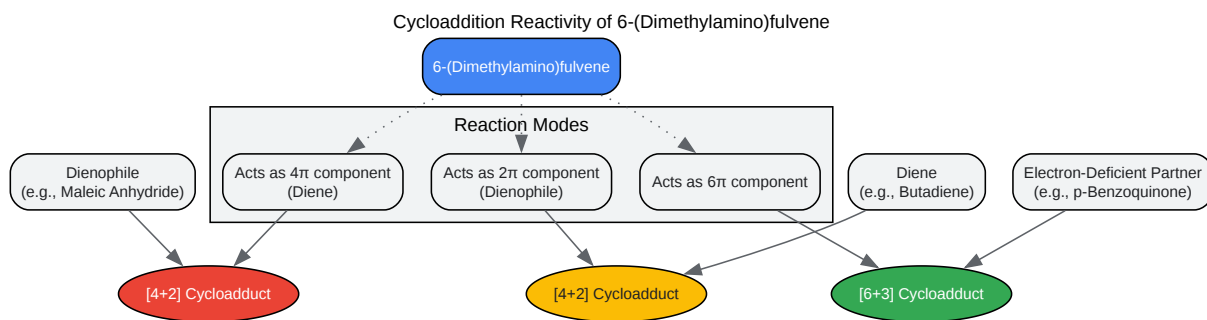 Cycloaddition Reactivity of 6-(Dimethylamino)fulvene
6-(Dimethylamino)fulvene
Reaction Modes
Dienophile
(e.g., Maleic Anhydride)
Acts as 4π component
(Diene)
Acts as 2π component
(Dienophile)
Acts as 6π component
Diene
(e.g., Butadiene)
Electron-Deficient Partner
(e.g., p-Benzoquinone)
[4+2] Cycloadduct
[4+2] Cycloadduct
[6+3] Cycloadduct